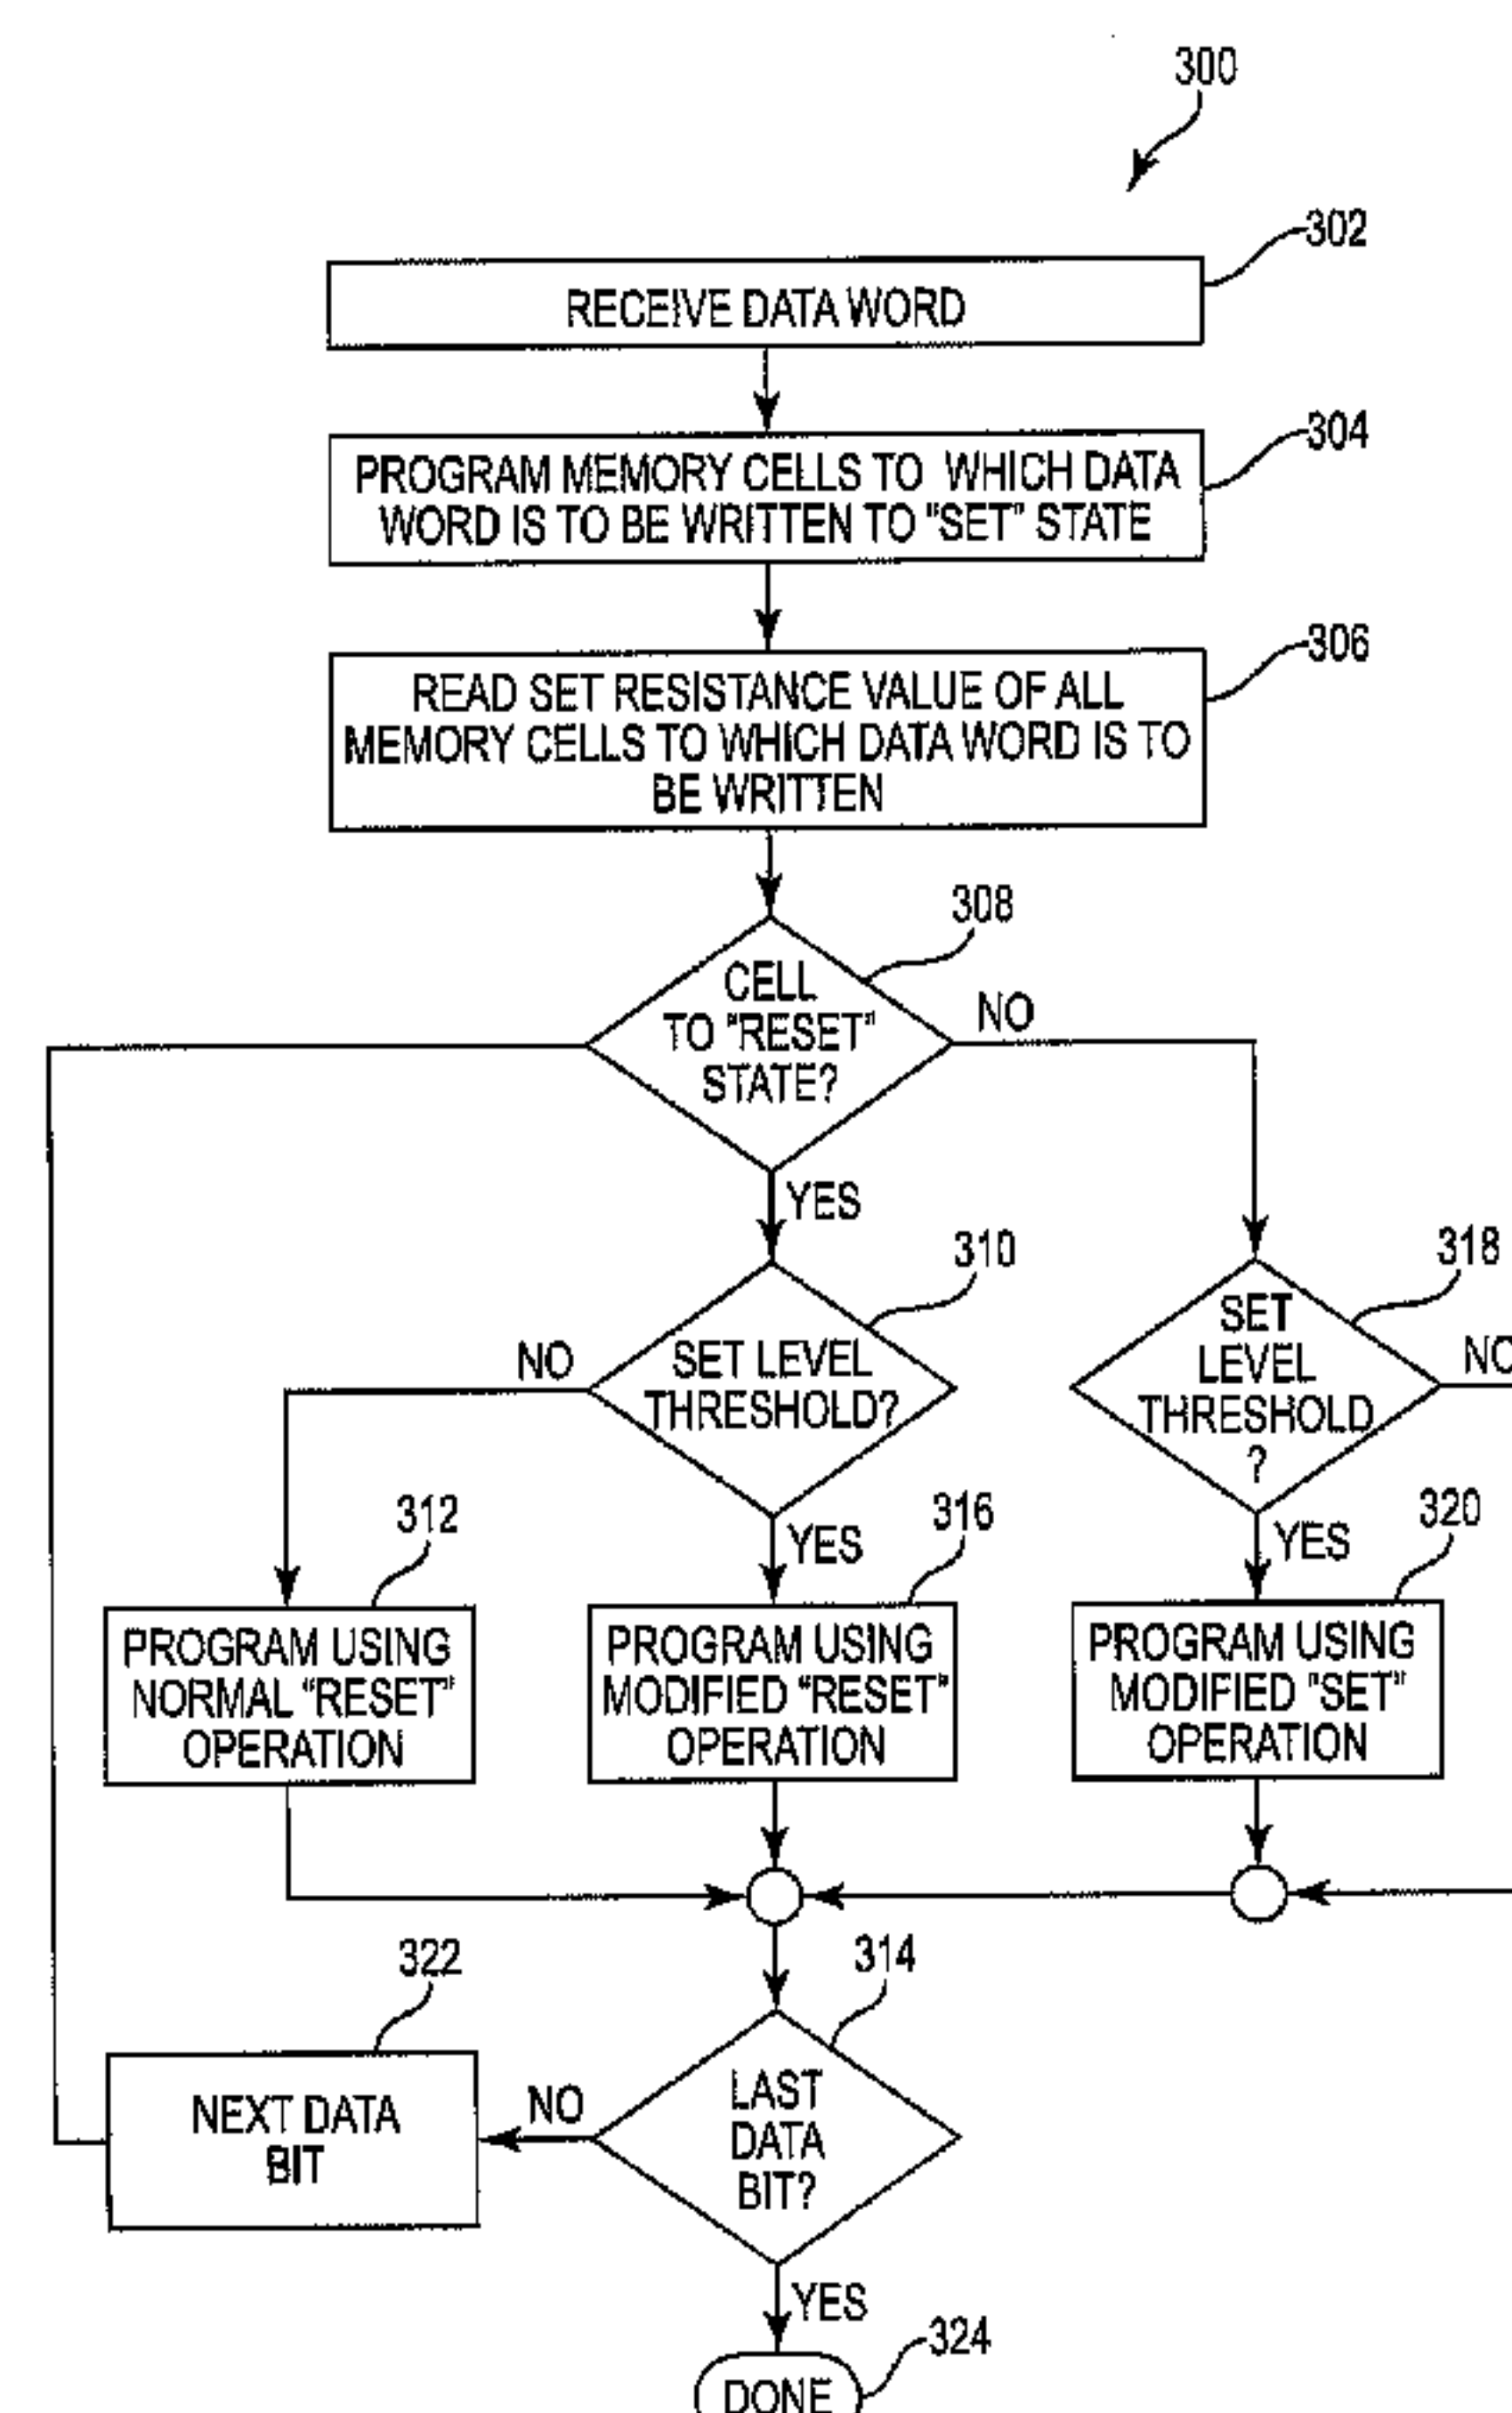 300
302
RECEIVE DATA WORD
304
PROGRAM MEMORY CELLS TO WHICH DATA
WORD IS TO BE WRITTEN TO "SET" STATE
306
READ SET RESISTANCE VALUE OF ALL
MEMORY CELLS TO WHICH DATA WORD IS TO
BE WRITTEN
308
CELL
TO "RESET"
STATE?
NO
YES
310
SET LEVEL
THRESHOLD?
NO
YES
318
SET
LEVEL
THRESHOLD
?
NO
YES
312
PROGRAM USING
NORMAL "RESET"
OPERATION
316
PROGRAM USING
MODIFIED "RESET"
OPERATION
320
PROGRAM USING
MODIFIED "SET"
OPERATION
322
NEXT DATA
BIT
314
LAST
DATA
BIT?
NO
YES
324
DONE